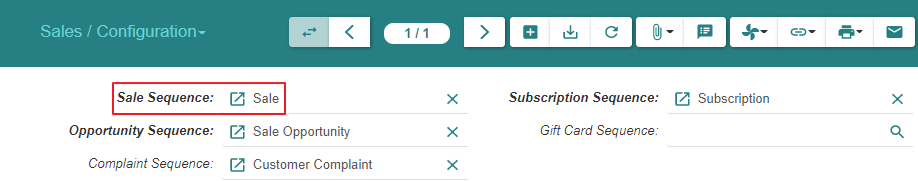 Sales / Configuration
1 / 1
Sale Sequence: Sale
Subscription Sequence: Subscription
Opportunity Sequence: Sale Opportunity
Gift Card Sequence:
Complaint Sequence: Customer Complaint